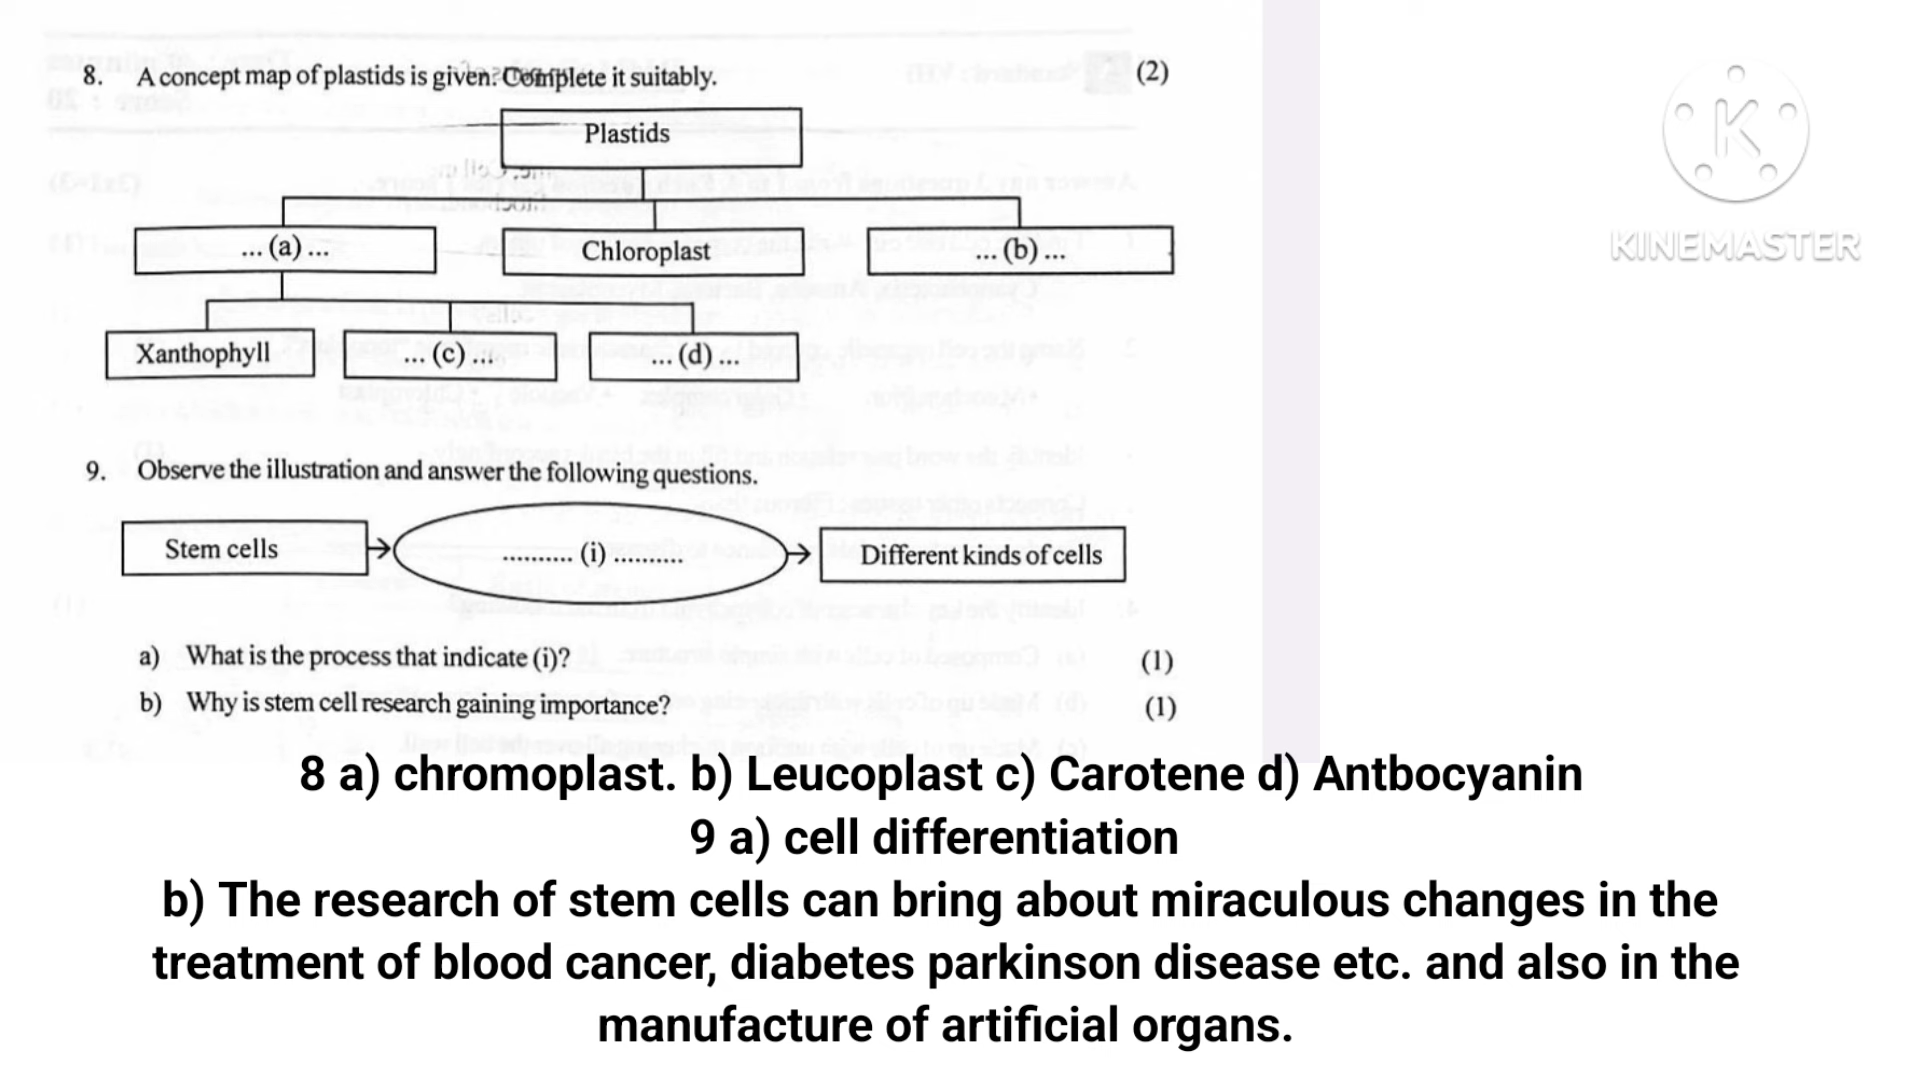 8. A concept map of plastids is given. Complete it suitably. (2)
Plastids
... (a) ... Chloroplast ... (b) ...
Xanthophyll ... (c) ... ... (d) ...
9. Observe the illustration and answer the following questions.
Stem cells → ........... (i) ........... → Different kinds of cells
a) What is the process that indicate (i)? (1)
b) Why is stem cell research gaining importance? (1)
8 a) chromoplast. b) Leucoplast c) Carotene d) Antbocyanin
9 a) cell differentiation
b) The research of stem cells can bring about miraculous changes in the
treatment of blood cancer, diabetes parkinson disease etc. and also in the
manufacture of artificial organs.
K
KINEMASTER